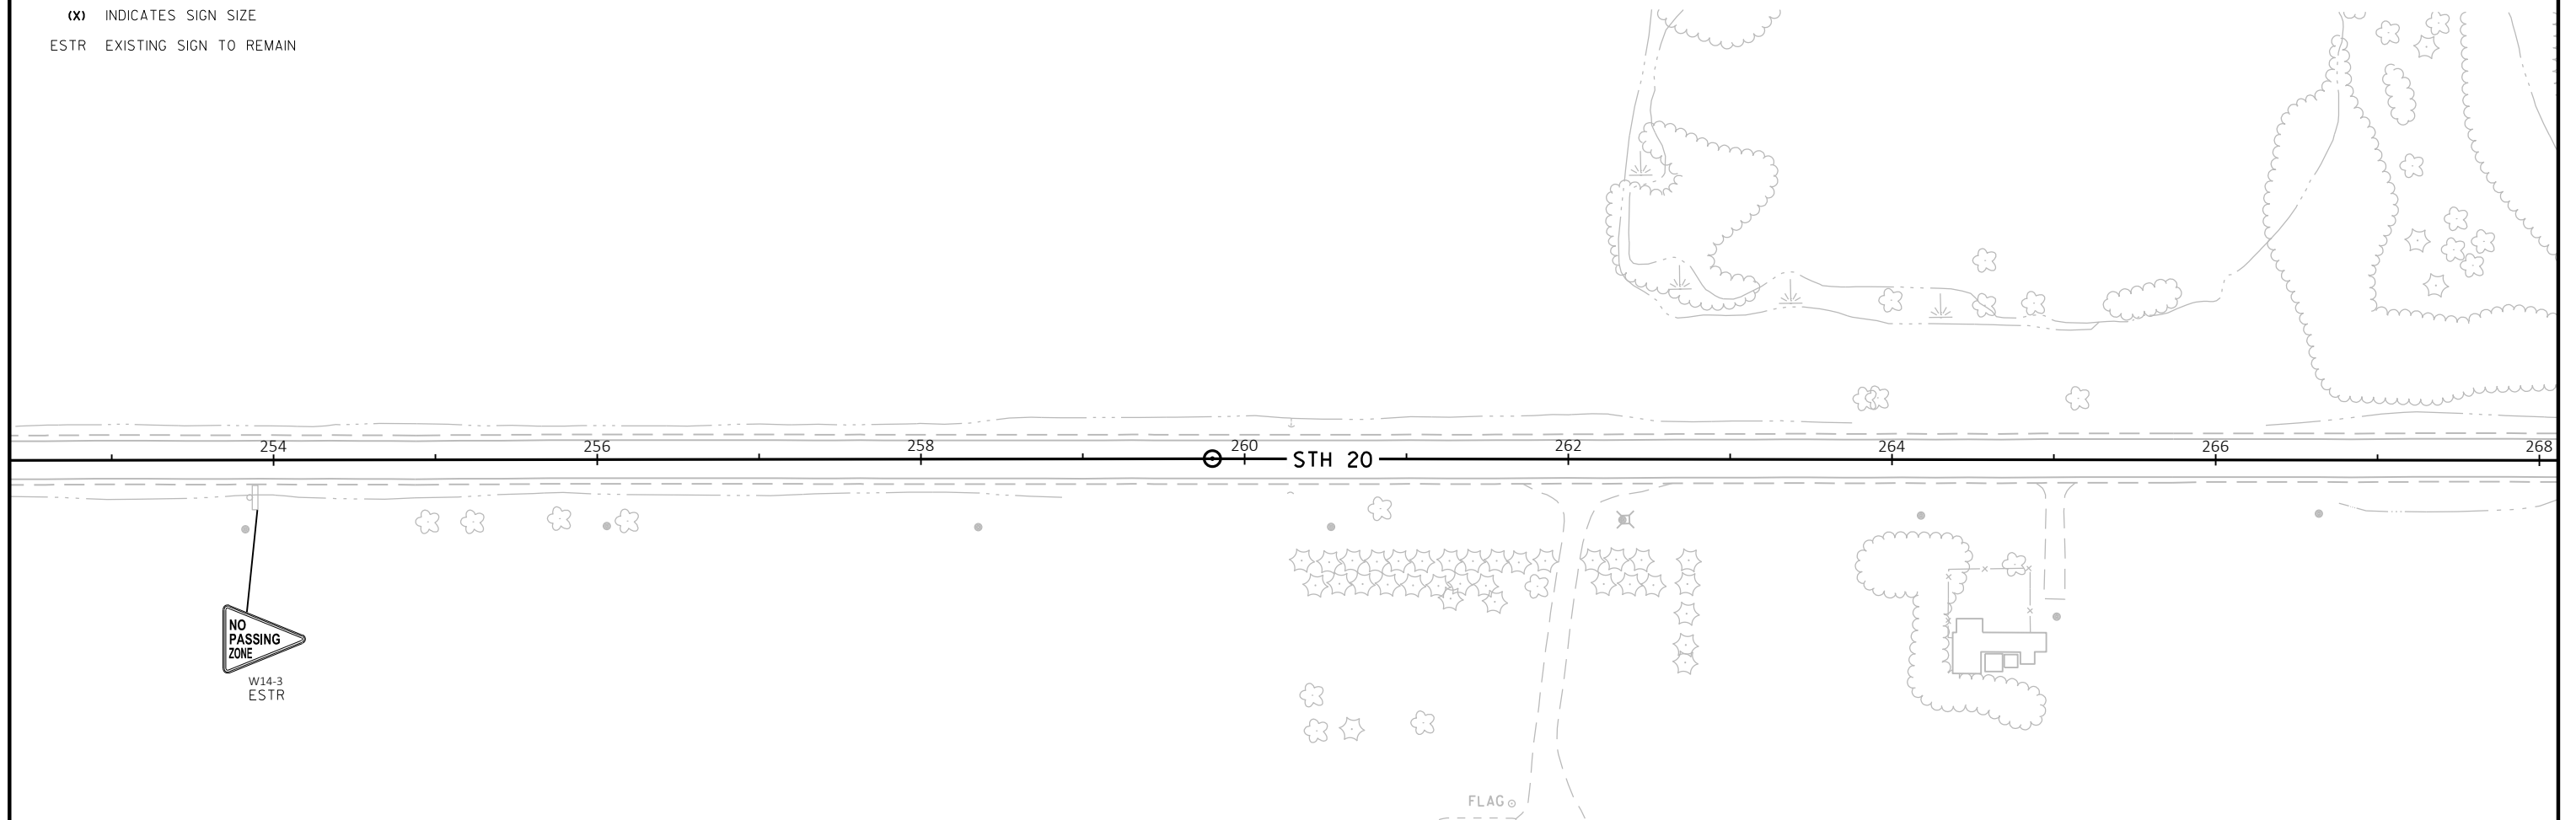 (X) INDICATES SIGN SIZE
ESTR EXISTING SIGN TO REMAIN
254 256 258 260 262 264 266 268
STH 20
NO
PASSING
ZONE
W14-3
ESTR
FLAG